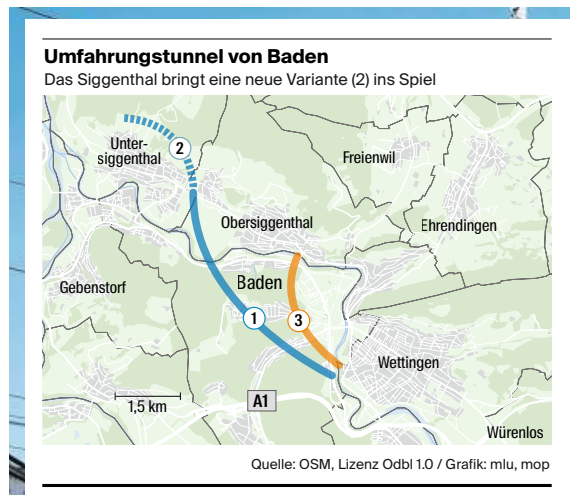 Umfahrungstunnel von Baden
Das Siggenthal bringt eine neue Variante (2) ins Spiel
Unter-
siggenthal
2
Freienwil
Obersiggenthal
Ehrendingen
Gebenstorf
Baden
1
3
Wettingen
1,5 km
A1
Würenlos
Quelle: OSM, Lizenz Odbl 1.0 / Grafik: mlu, mop